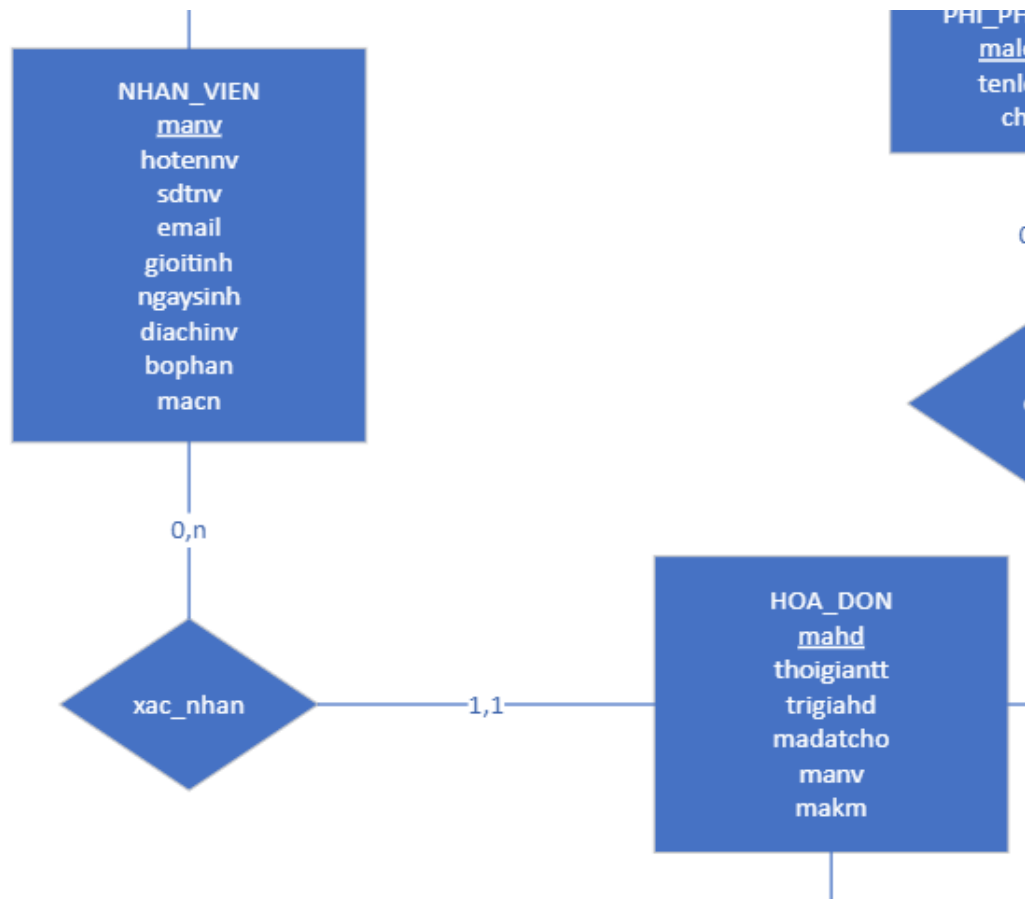 NHAN_VIEN
manv
hotennv
sdtnv
email
gioitinh
ngaysinh
diachinv
bophan
macn
0,n
xac_nhan
1,1
HOA_DON
mahd
thoigiantt
trigiahd
madatcho
manv
makm